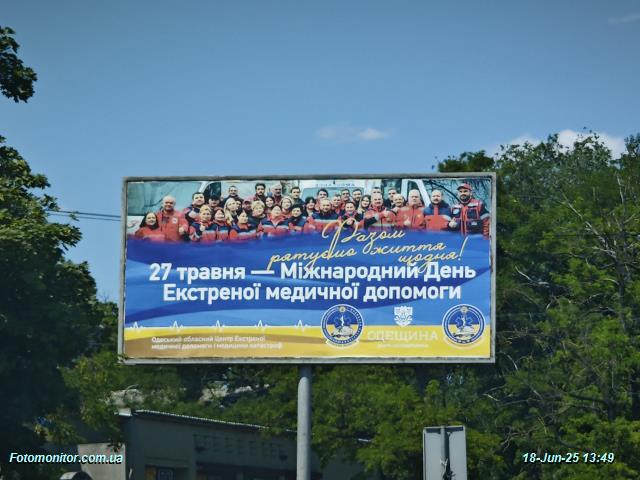 Разом
рятуємо життя
щодня!
27 травня — Міжнародний День
Екстреної медичної допомоги
Одеський обласний Центр Екстреної
медичної допомоги і медицини катастроф
ОДЕЩИНА
Fotomonitor.com.ua
18-Jun-25 13:49